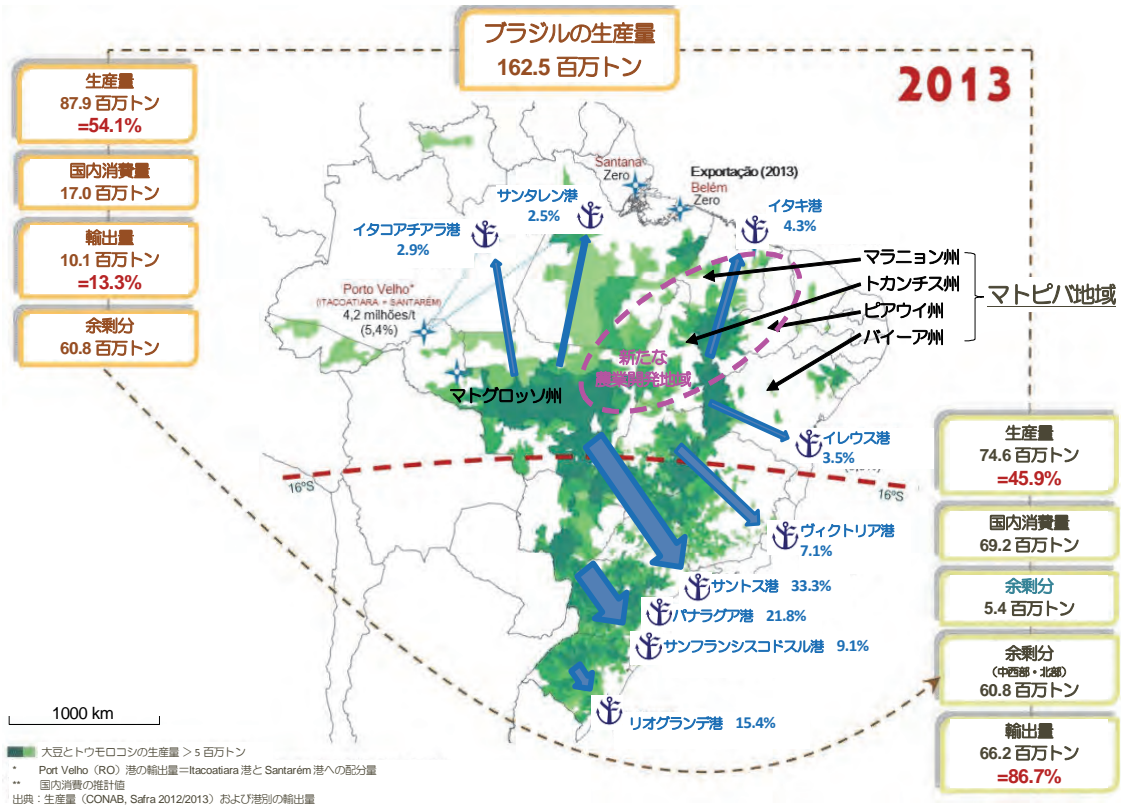 ブラジルの生産量
162.5 百万トン
2013
生産量
87.9 百万トン
=54.1%
国内消費量
17.0 百万トン
輸出量
10.1 百万トン
=13.3%
余剰分
60.8 百万トン
Santana
Zero
Exportação (2013)
Belém
Zero
サンタレン港
2.5%
イタコアチアラ港
2.9%
イタキ港
4.3%
マラニョン州
トカンチス州
ピアウイ州
バイーア州
マトピバ地域
Porto Velho*
(ITACOATIARA + SANTARÉM)
4,2 milhões/t
(5,4%)
新たな
農業開発地域
マトグロッソ州
イレウス港
3.5%
16ºS
16ºS
ヴィクトリア港
7.1%
サントス港 33.3%
パナラグア港 21.8%
サンフランシスコドスル港 9.1%
リオグランデ港 15.4%
生産量
74.6 百万トン
=45.9%
国内消費量
69.2 百万トン
余剰分
5.4 百万トン
余剰分
(中西部・北部)
60.8 百万トン
輸出量
66.2 百万トン
=86.7%
1000 km
大豆とトウモロコシの生産量 > 5 百万トン
* Port Velho（RO）港の輸出量＝Itacoatiara 港と Santarém 港への配分量
** 国内消費の推計値
出典：生産量（CONAB, Safra 2012/2013）および港別の輸出量